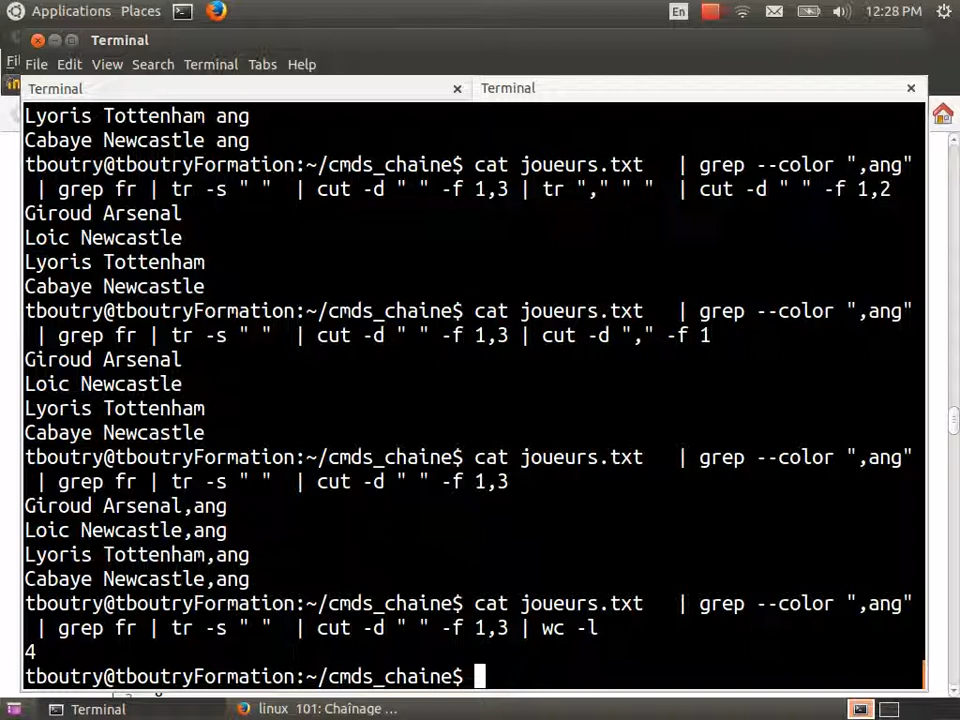 Applications Places En 12:28 PM
Terminal
File Edit View Search Terminal Tabs Help
Terminal × Terminal ×
Lyoris Tottenham ang
Cabaye Newcastle ang
tboutry@tboutryFormation:~/cmds_chaine$ cat joueurs.txt   | grep --color ",ang"
 | grep fr | tr -s " "  | cut -d " " -f 1,3 | tr "," " "  | cut -d " " -f 1,2
Giroud Arsenal
Loic Newcastle
Lyoris Tottenham
Cabaye Newcastle
tboutry@tboutryFormation:~/cmds_chaine$ cat joueurs.txt   | grep --color ",ang"
 | grep fr | tr -s " "  | cut -d " " -f 1,3 | cut -d "," -f 1
Giroud Arsenal
Loic Newcastle
Lyoris Tottenham
Cabaye Newcastle
tboutry@tboutryFormation:~/cmds_chaine$ cat joueurs.txt   | grep --color ",ang"
 | grep fr | tr -s " "  | cut -d " " -f 1,3
Giroud Arsenal,ang
Loic Newcastle,ang
Lyoris Tottenham,ang
Cabaye Newcastle,ang
tboutry@tboutryFormation:~/cmds_chaine$ cat joueurs.txt   | grep --color ",ang"
 | grep fr | tr -s " "  | cut -d " " -f 1,3 | wc -l
4
tboutry@tboutryFormation:~/cmds_chaine$
Terminal linux_101: Chaînage ...